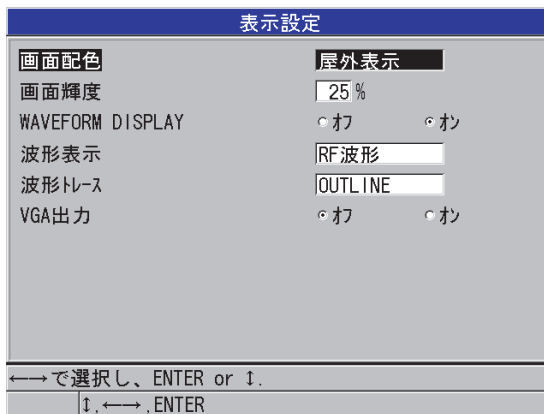 表示設定
画面配色 屋外表示
画面輝度 25 %
WAVEFORM DISPLAY ｵﾌ ｵﾝ
波形表示 RF波形
波形ﾄﾚｰｽ OUTLINE
VGA出力 ｵﾌ ｵﾝ
←→で選択し、ENTER or ↕.
↕,←→,ENTER